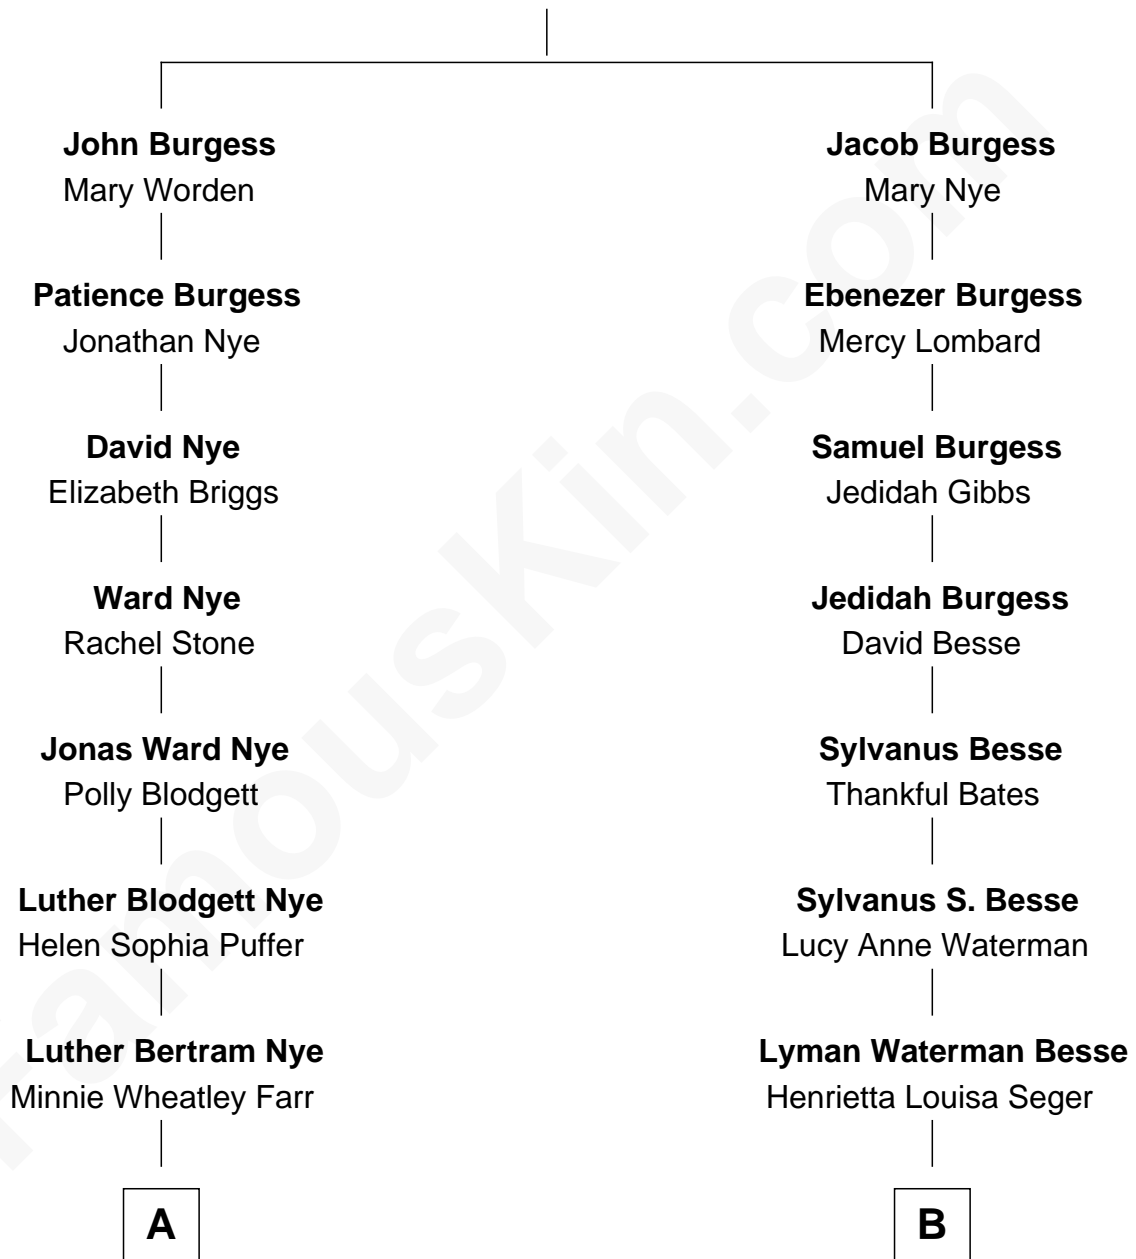 John Burgess
Mary Worden
Patience Burgess
Jonathan Nye
David Nye
Elizabeth Briggs
Ward Nye
Rachel Stone
Jonas Ward Nye
Polly Blodgett
Luther Blodgett Nye
Helen Sophia Puffer
Luther Bertram Nye
Minnie Wheatley Farr
A
Jacob Burgess
Mary Nye
Ebenezer Burgess
Mercy Lombard
Samuel Burgess
Jedidah Gibbs
Jedidah Burgess
David Besse
Sylvanus Besse
Thankful Bates
Sylvanus S. Besse
Lucy Anne Waterman
Lyman Waterman Besse
Henrietta Louisa Seger
B
FamousKin.com